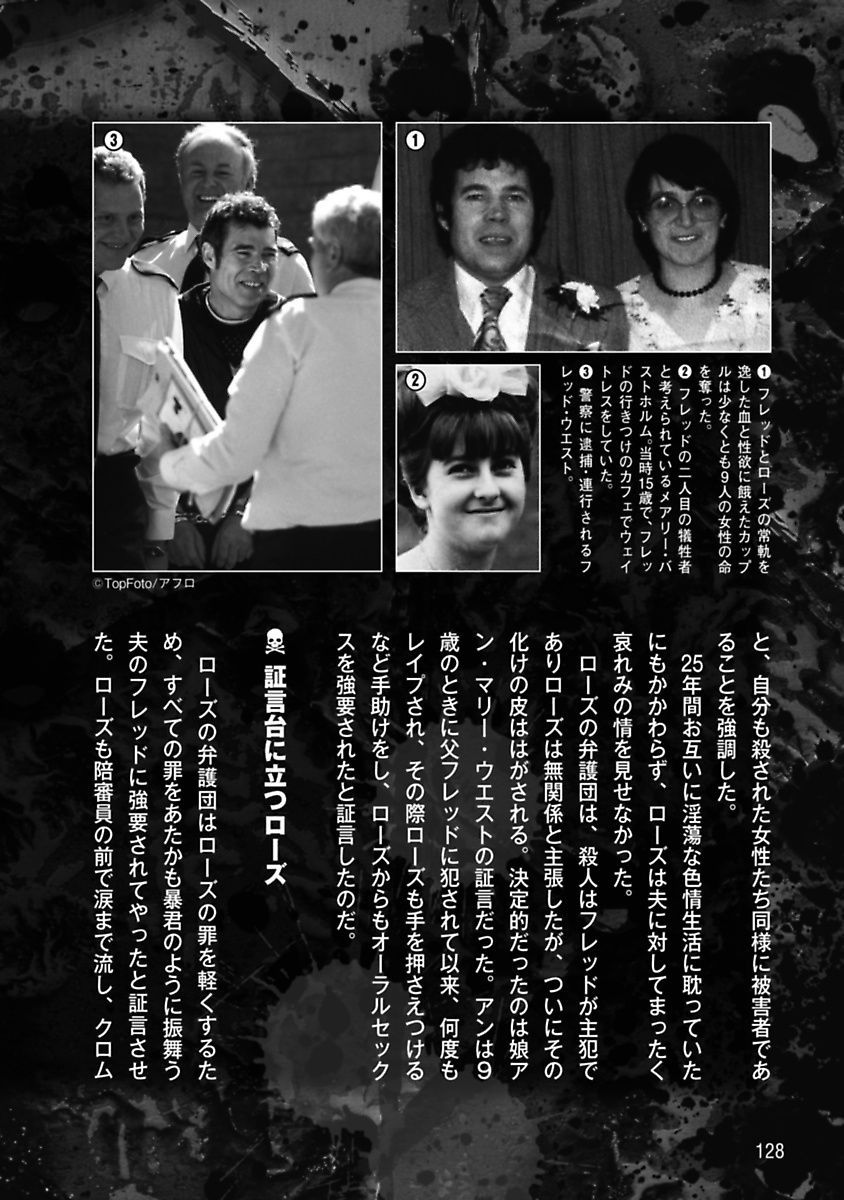 ❸
❶
❷
❶ フレッドとローズの常軌を
逸した血と性欲に餓えたカップ
ルは少なくとも9人の女性の命
を奪った。
❷ フレッドの二人目の犠牲者
と考えられているメアリー・バ
ストホルム。当時15歳で、フレッ
ドの行きつけのカフェでウェイ
トレスをしていた。
❸ 警察に逮捕・連行されるフ
レッド・ウエスト。
©TopFoto/アフロ
と、自分も殺された女性たち同様に被害者であ
ることを強調した。
25年間お互いに淫蕩な色情生活に耽っていた
にもかかわらず、ローズは夫に対してまったく
哀れみの情を見せなかった。
ローズの弁護団は、殺人はフレッドが主犯で
ありローズは無関係と主張したが、ついにその
化けの皮ははがされる。決定的だったのは娘ア
ン・マリー・ウエストの証言だった。アンは9
歳のときに父フレッドに犯されて以来、何度も
レイプされ、その際ローズも手を押さえつける
など手助けをし、ローズからもオーラルセック
スを強要されたと証言したのだ。
証言台に立つローズ
ローズの弁護団はローズの罪を軽くするた
め、すべての罪をあたかも暴君のように振舞う
夫のフレッドに強要されてやったと証言させ
た。ローズも陪審員の前で涙まで流し、クロム
128